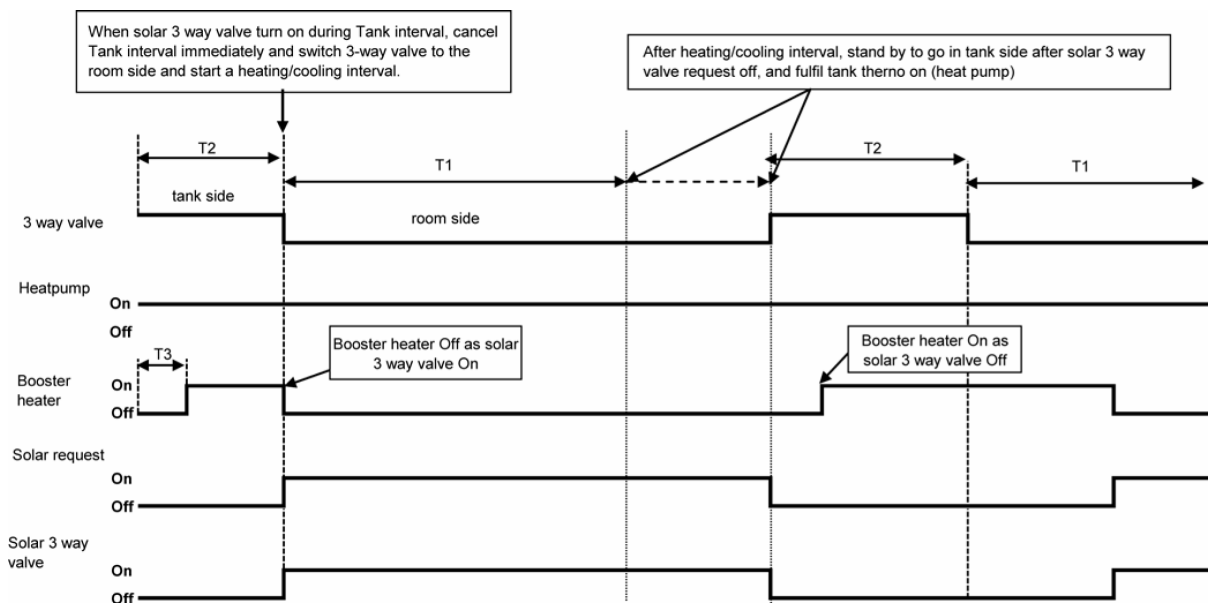 When solar 3 way valve turn on during Tank interval, cancel
Tank interval immediately and switch 3-way valve to the
room side and start a heating/cooling interval.
After heating/cooling interval, stand by to go in tank side after solar 3 way
valve request off, and fulfil tank therno on (heat pump)
T2
T1
T2
T1
tank side
room side
3 way valve
Heatpump
On
Off
T3
Booster heater Off as solar
3 way valve On
Booster heater On as
solar 3 way valve Off
Booster
heater
On
Off
Solar request
On
Off
Solar 3 way
valve
On
Off